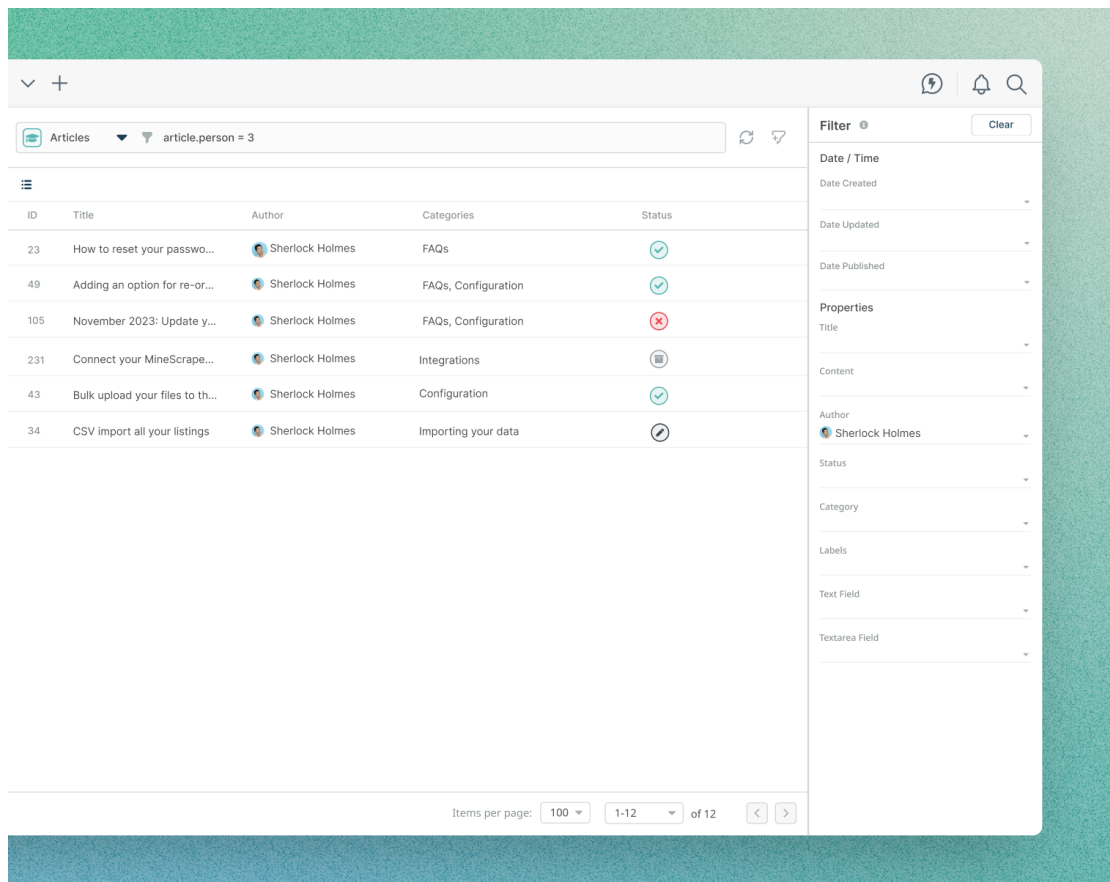 Articles article.person = 3
ID Title Author Categories Status
23 How to reset your passwo... Sherlock Holmes FAQs
49 Adding an option for re-or... Sherlock Holmes FAQs, Configuration
105 November 2023: Update y... Sherlock Holmes FAQs, Configuration
231 Connect your MineScrape... Sherlock Holmes Integrations
43 Bulk upload your files to th... Sherlock Holmes Configuration
34 CSV import all your listings Sherlock Holmes Importing your data
Items per page: 100 1-12 of 12
Filter Clear
Date / Time
Date Created
Date Updated
Date Published
Properties
Title
Content
Author
Sherlock Holmes
Status
Category
Labels
Text Field
Textarea Field